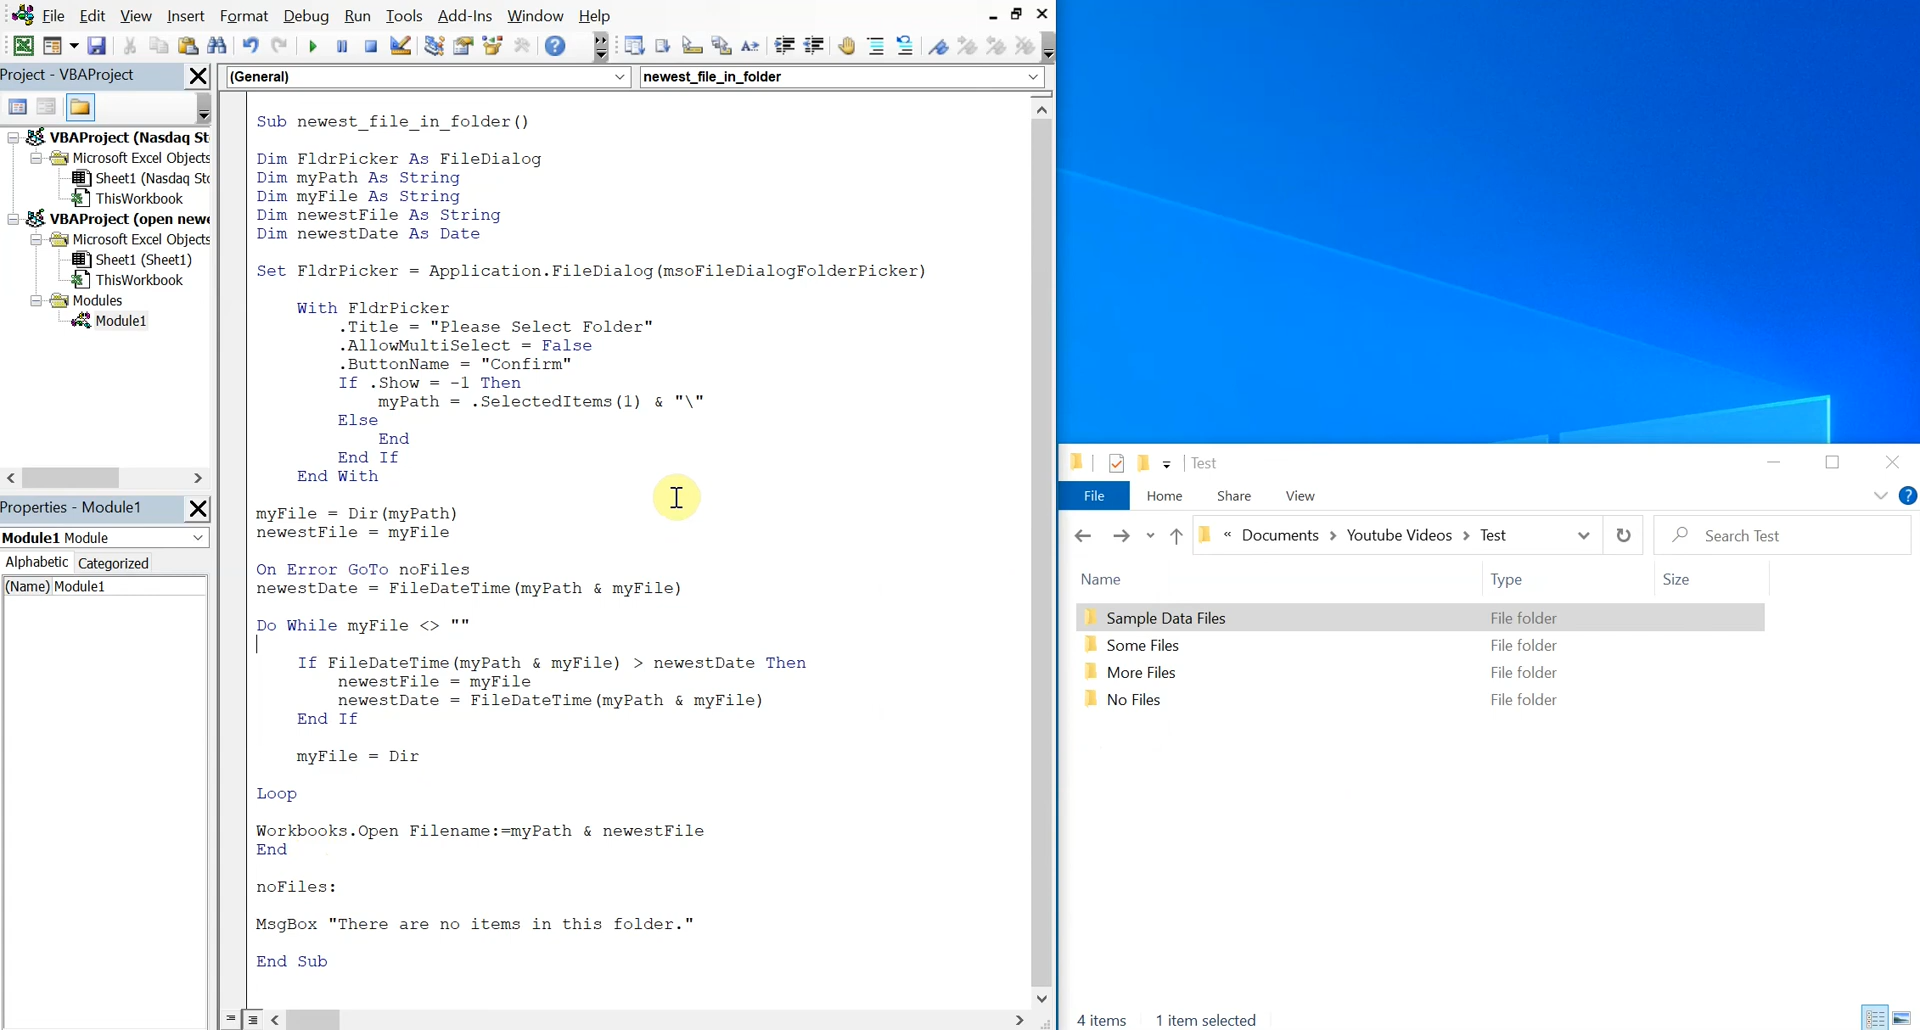 File Edit View Insert Format Debug Run Tools Add-Ins Window Help
Project - VBAProject
VBAProject (Nasdaq St
Microsoft Excel Objects
Sheet1 (Nasdaq Sto
ThisWorkbook
VBAProject (open newe
Microsoft Excel Objects
Sheet1 (Sheet1)
ThisWorkbook
Modules
Module1
Properties - Module1
Module1 Module
Alphabetic Categorized
(Name) Module1
(General) newest_file_in_folder
Sub newest_file_in_folder()
Dim FldrPicker As FileDialog
Dim myPath As String
Dim myFile As String
Dim newestFile As String
Dim newestDate As Date
Set FldrPicker = Application.FileDialog(msoFileDialogFolderPicker)
With FldrPicker
.Title = "Please Select Folder"
.AllowMultiSelect = False
.ButtonName = "Confirm"
If .Show = -1 Then
myPath = .SelectedItems(1) & "\"
Else
End
End If
End With
myFile = Dir(myPath)
newestFile = myFile
On Error GoTo noFiles
newestDate = FileDateTime(myPath & myFile)
Do While myFile <> ""
If FileDateTime(myPath & myFile) > newestDate Then
newestFile = myFile
newestDate = FileDateTime(myPath & myFile)
End If
myFile = Dir
Loop
Workbooks.Open Filename:=myPath & newestFile
End
noFiles:
MsgBox "There are no items in this folder."
End Sub
Test
File Home Share View
« Documents > Youtube Videos > Test
Search Test
Name Type Size
Sample Data Files File folder
Some Files File folder
More Files File folder
No Files File folder
4 items 1 item selected